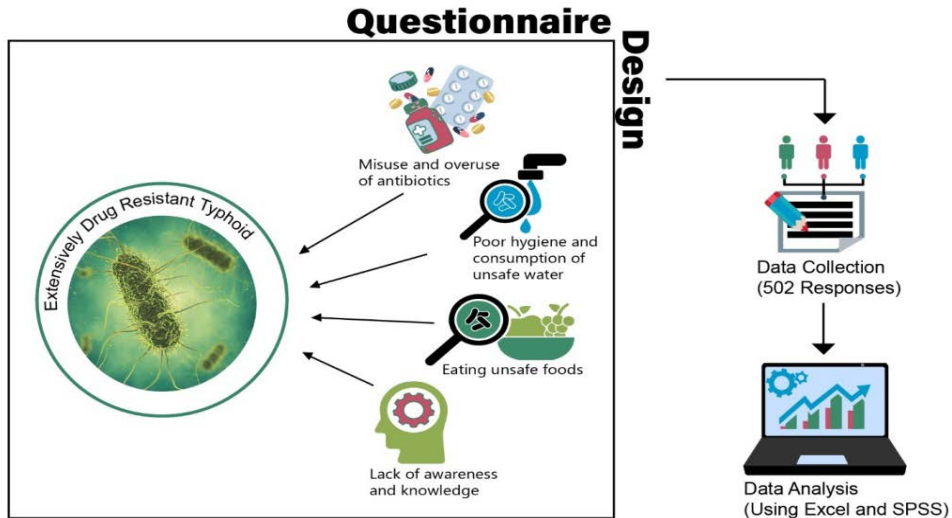 Questionnaire
Design
Misuse and overuse
of antibiotics
Extensively Drug Resistant Typhoid
Poor hygiene and
consumption of
unsafe water
Eating unsafe foods
Lack of awareness
and knowledge
Data Collection
(502 Responses)
Data Analysis
(Using Excel and SPSS)